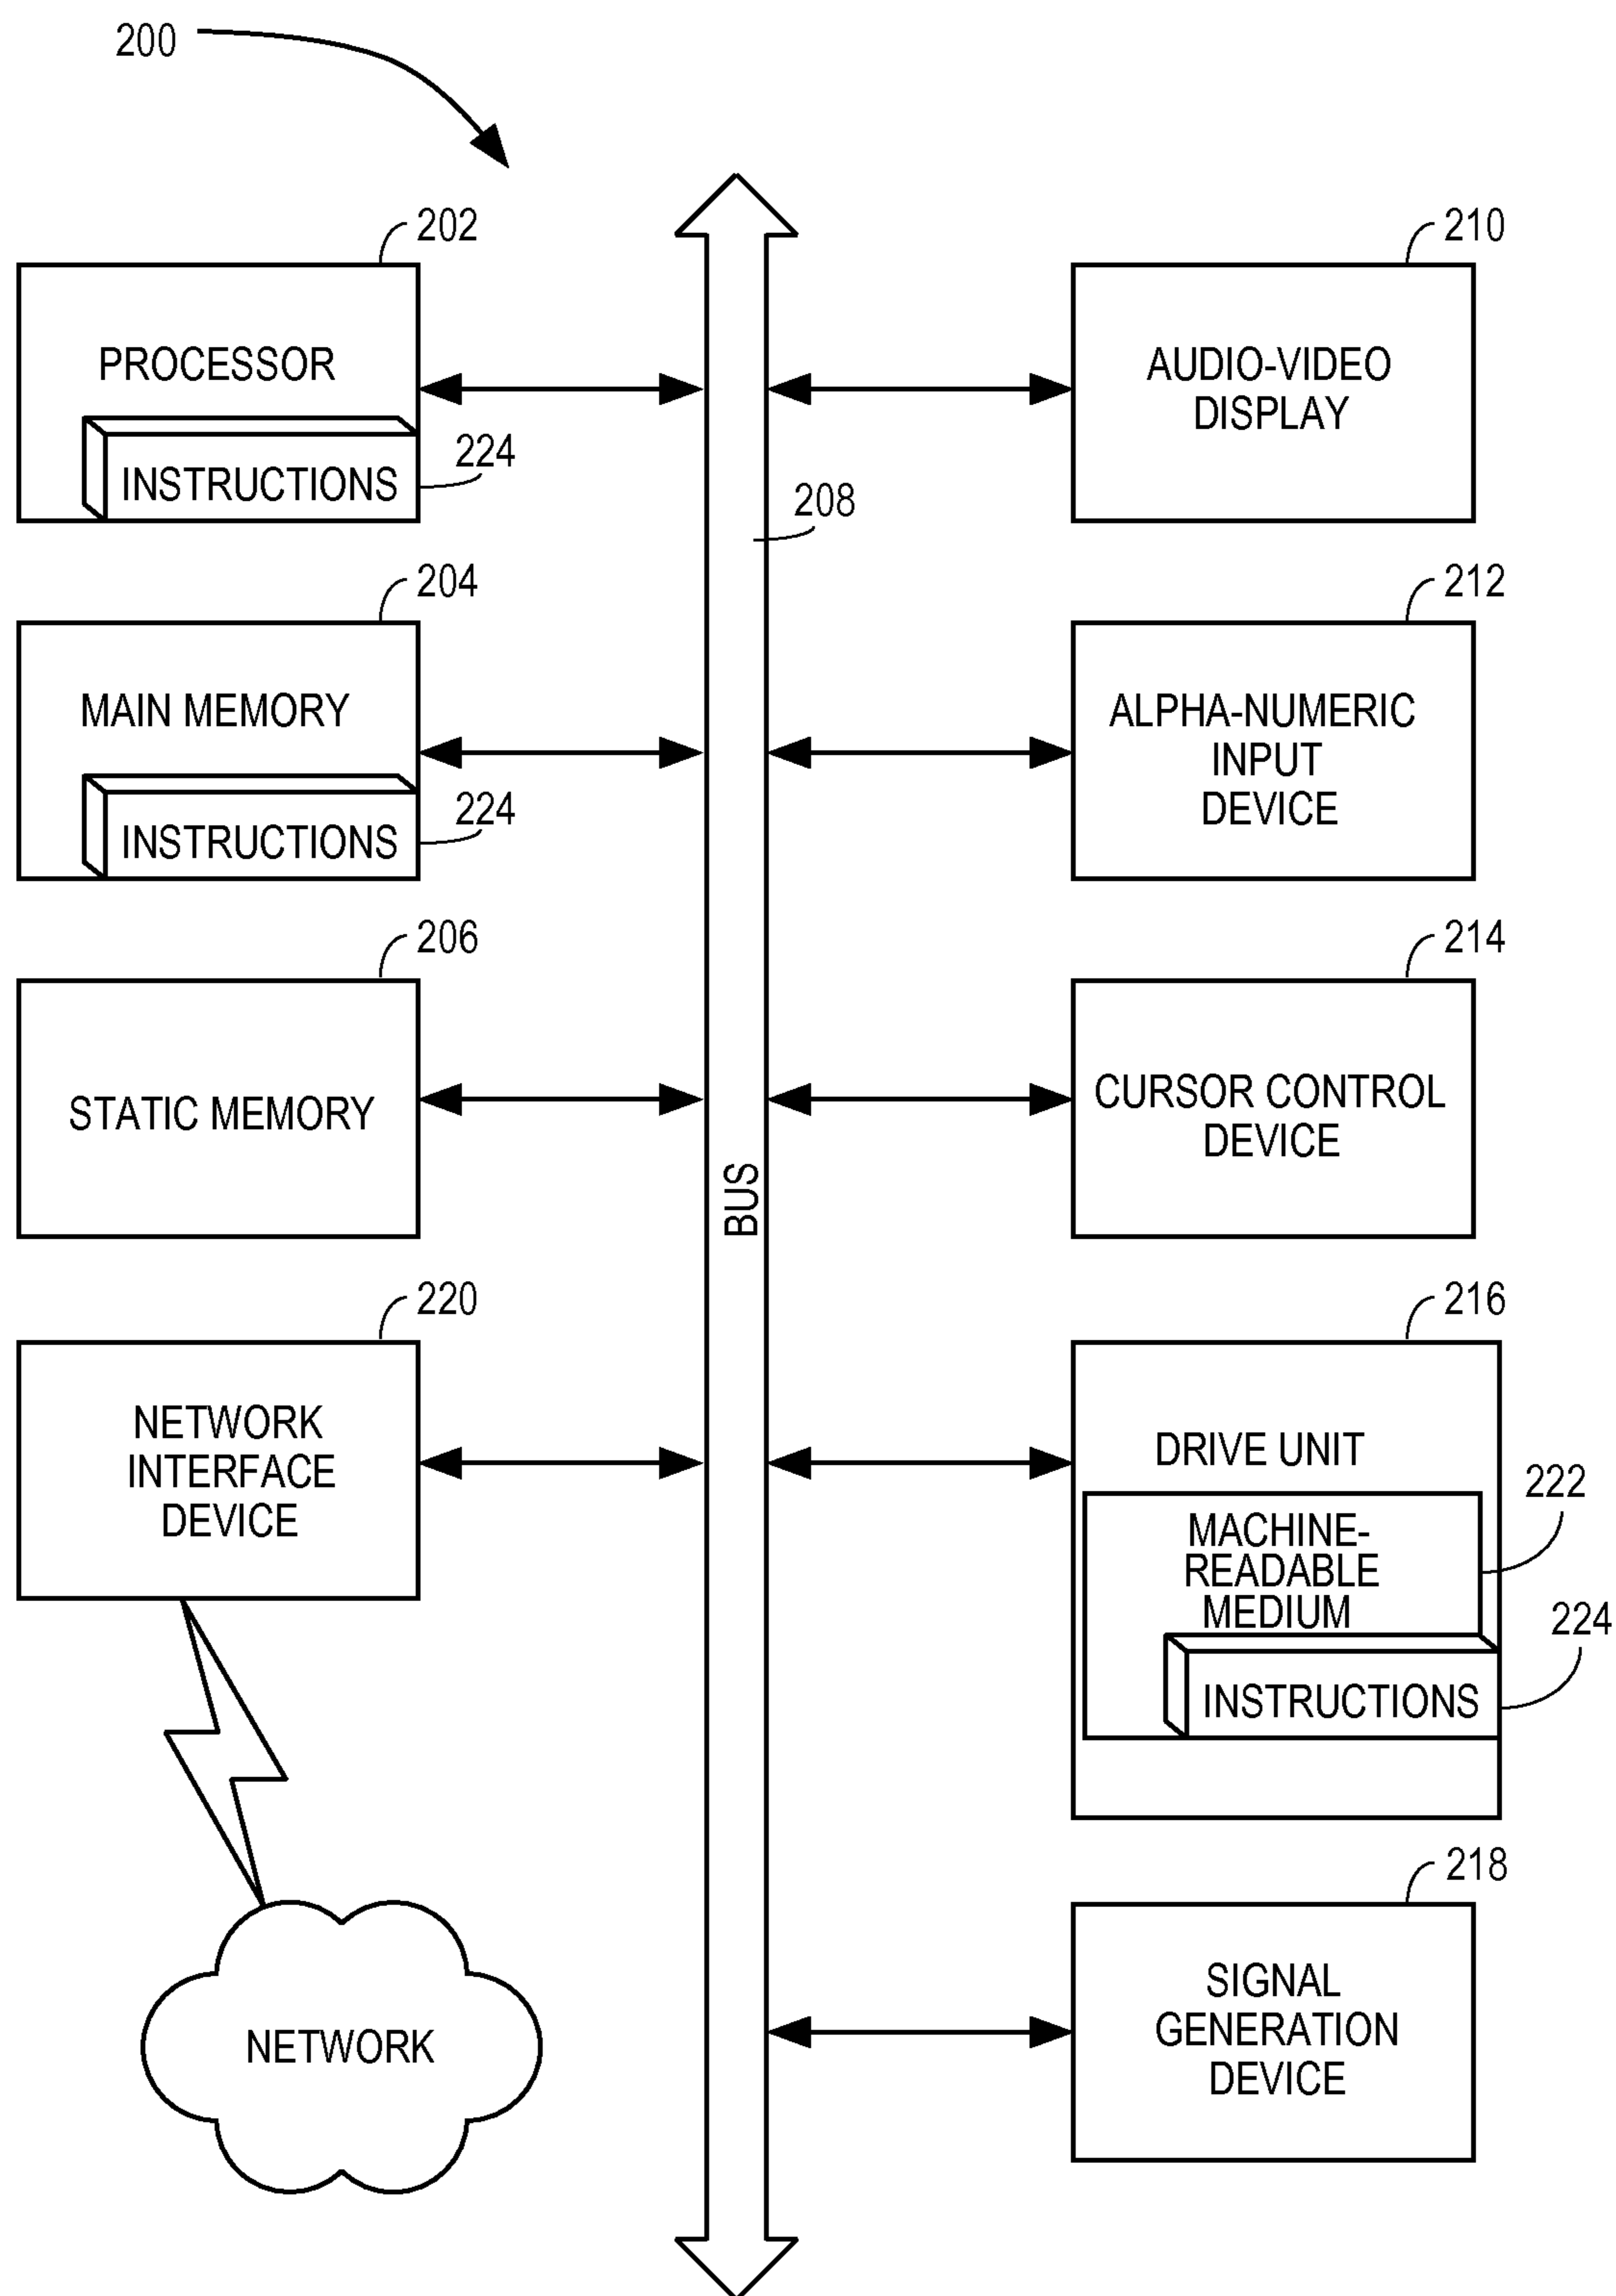 200
202
PROCESSOR
INSTRUCTIONS
224
204
MAIN MEMORY
INSTRUCTIONS
224
206
STATIC MEMORY
220
NETWORK
INTERFACE
DEVICE
NETWORK
208
BUS
210
AUDIO-VIDEO
DISPLAY
212
ALPHA-NUMERIC
INPUT
DEVICE
214
CURSOR CONTROL
DEVICE
216
DRIVE UNIT
222
MACHINE-
READABLE
MEDIUM
224
INSTRUCTIONS
218
SIGNAL
GENERATION
DEVICE